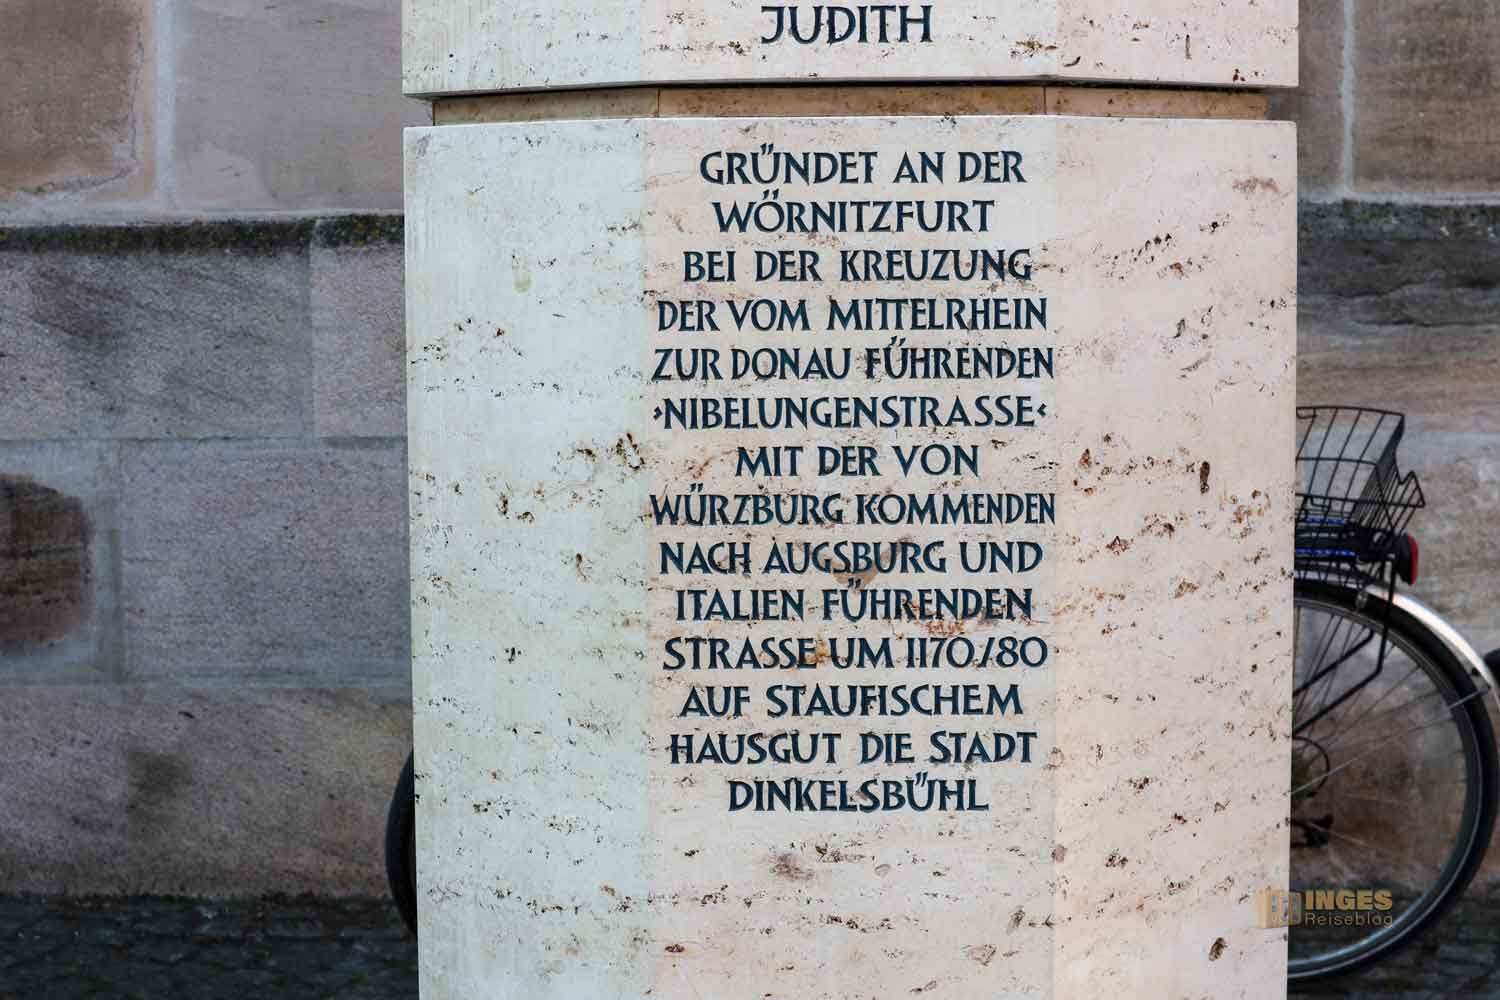 JUDITH
GRÜNDET AN DER
WÖRNITZFURT
BEI DER KREUZUNG
DER VOM MITTELRHEIN
ZUR DONAU FÜHRENDEN
›NIBELUNGENSTRASSE‹
MIT DER VON
WÜRZBURG KOMMENDEN
NACH AUGSBURG UND
ITALIEN FÜHRENDEN
STRASSE UM 1170/80
AUF STAUFISCHEM
HAUSGUT DIE STADT
DINKELSBÜHL
INGES
Reiseblog